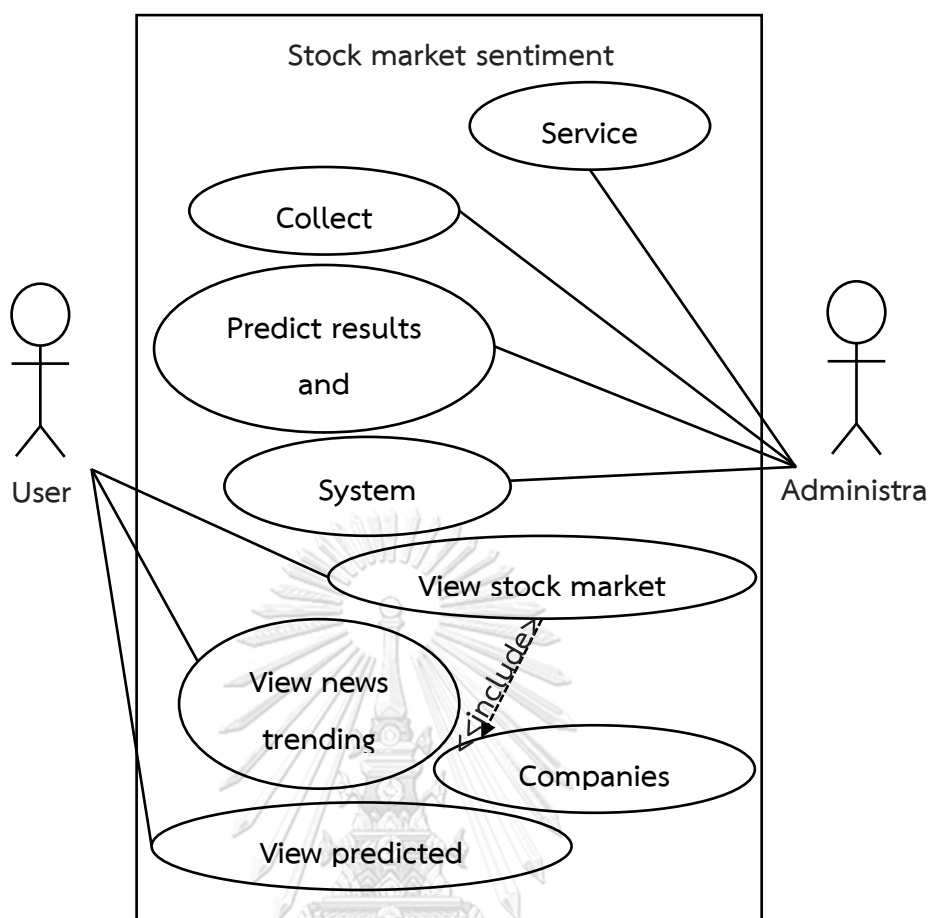 Stock market sentiment
Service
Collect
Predict results
and
System
User
Administra
View stock market
<<include>>
View news
trending
Companies
View predicted